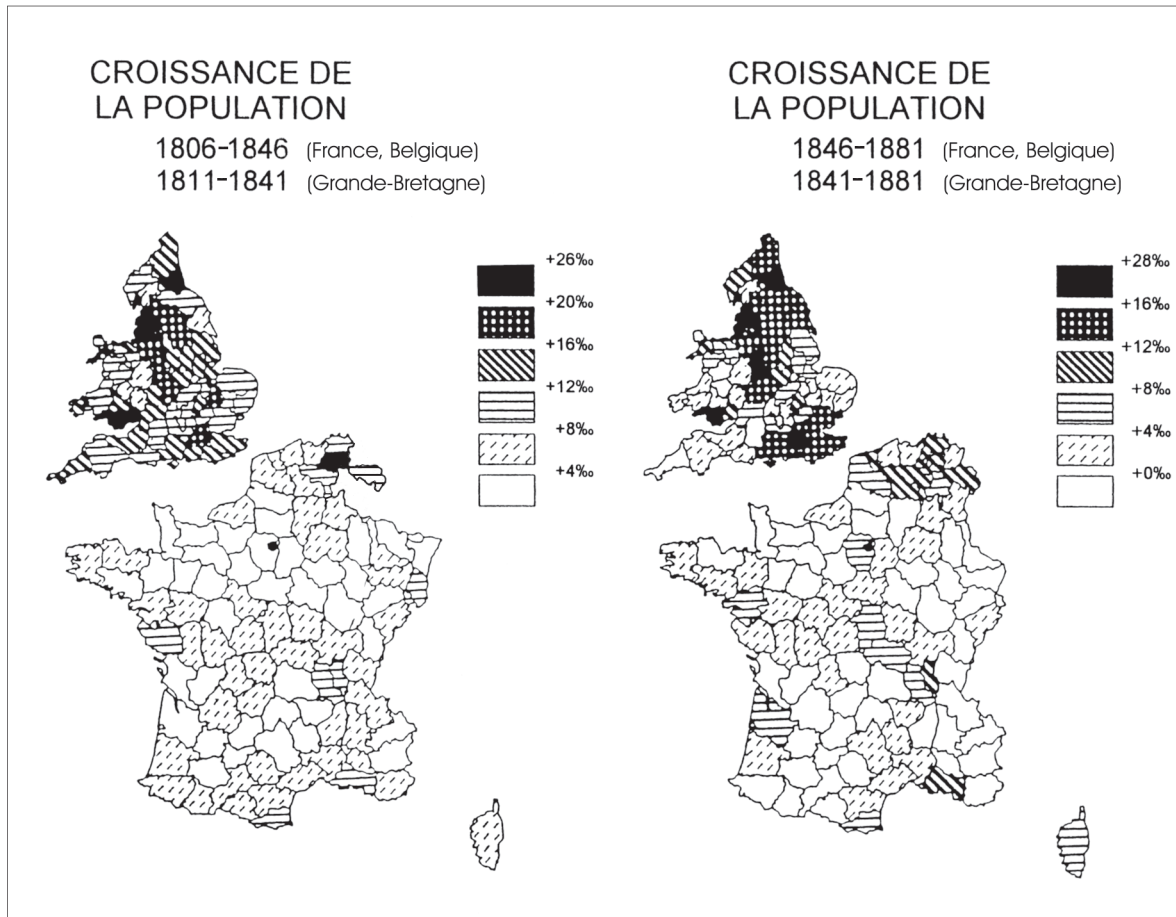 CROISSANCE DE
LA POPULATION
1806-1846 (France, Belgique)
1811-1841 (Grande-Bretagne)
+26‰
+20‰
+16‰
+12‰
+8‰
+4‰
CROISSANCE DE
LA POPULATION
1846-1881 (France, Belgique)
1841-1881 (Grande-Bretagne)
+28‰
+16‰
+12‰
+8‰
+4‰
+0‰